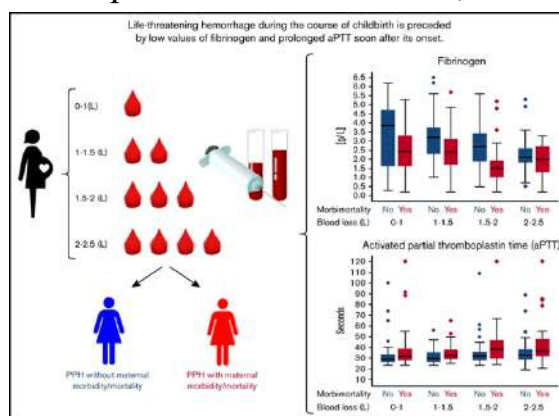 Life-threatening hemorrhage during the course of childbirth is preceded
by low values of fibrinogen and prolonged aPTT soon after its onset.
0-1(L)
1-1.5(L)
1.5-2 (L)
2-2.5(L)
PPH without maternal
morbidity/mortality
PPH with maternal
morbidity/mortality
Fibrinogen
[g/L]
6.5
6.0
5.5
5.0
4.5
4.0
3.5
3.0
2.5
2.0
1.5
1.0
0.5
0.0
Morbimortality No Yes No Yes No Yes No Yes
Blood loss (L) 0-1 1-1.5 1.5-2 2-2.5
Activated partial thromboplastin time (aPTT)
Seconds
120
110
100
90
80
70
60
50
40
30
20
10
Morbimortality No Yes No Yes No Yes No Yes
Blood loss (L) 0-1 1-1.5 1.5-2 2-2.5